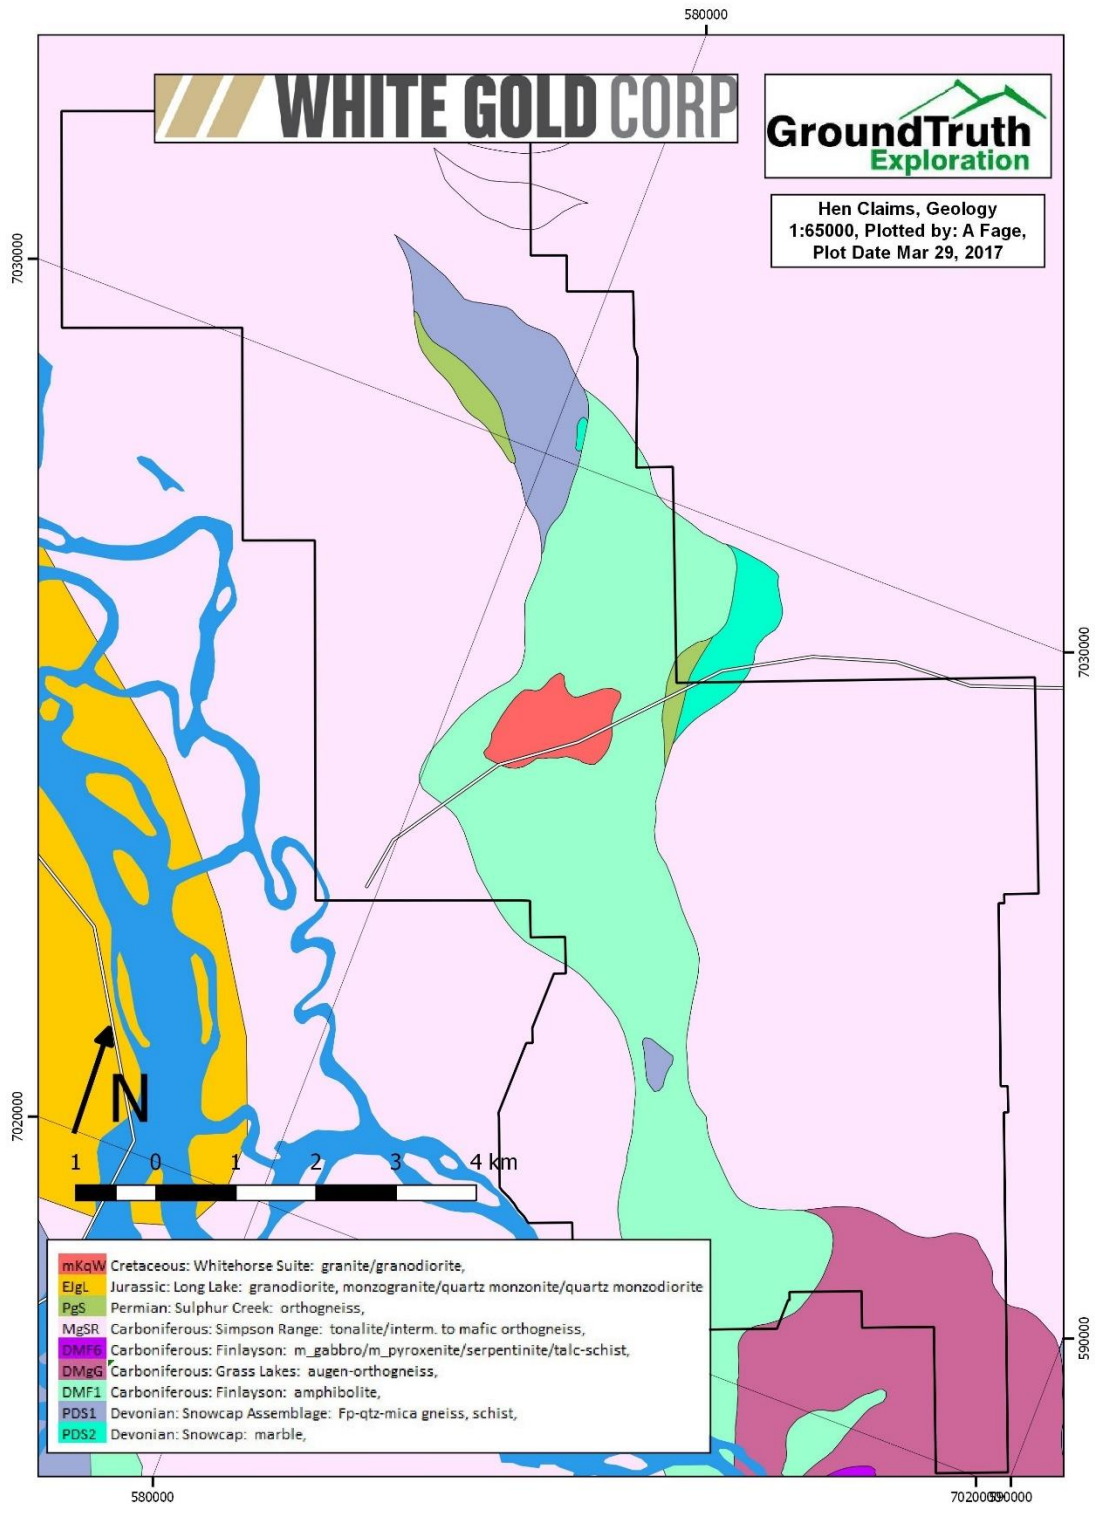 580000
WHITE GOLD CORP
GroundTruth
Exploration
Hen Claims, Geology
1:65000, Plotted by: A Fage,
Plot Date Mar 29, 2017
7030000
7030000
7020000
N
1 0 1 2 3 4 km
mKqW Cretaceous: Whitehorse Suite: granite/granodiorite,
EJgL Jurassic: Long Lake: granodiorite, monzogranite/quartz monzonite/quartz monzodiorite
PgS Permian: Sulphur Creek: orthogneiss,
MgSR Carboniferous: Simpson Range: tonalite/interm. to mafic orthogneiss,
DMF6 Carboniferous: Finlayson: m_gabbro/m_pyroxenite/serpentinite/talc-schist,
DMgG Carboniferous: Grass Lakes: augen-orthogneiss,
DMF1 Carboniferous: Finlayson: amphibolite,
PDS1 Devonian: Snowcap Assemblage: Fp-qtz-mica gneiss, schist,
PDS2 Devonian: Snowcap: marble,
590000
580000
7020000
590000